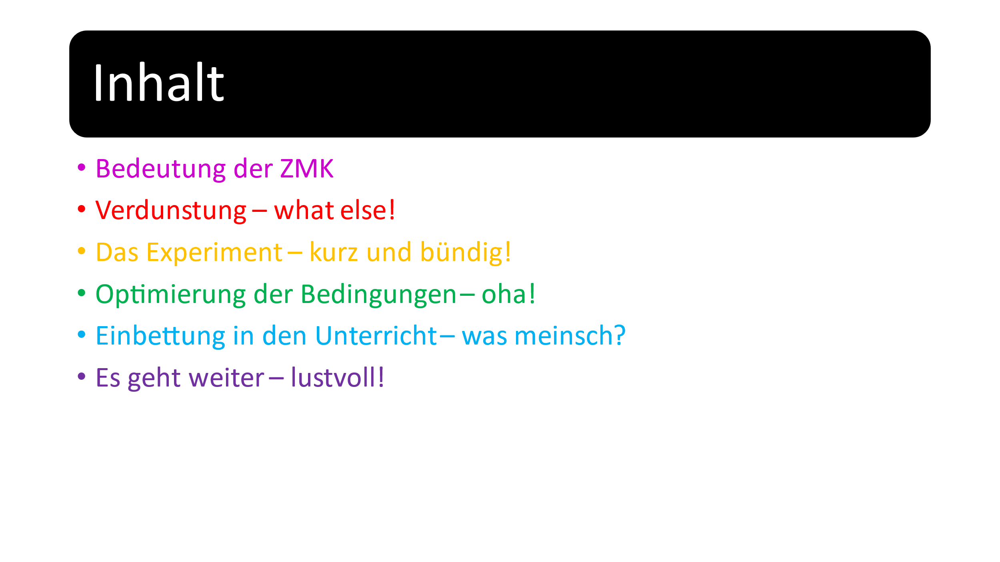 Inhalt
• Bedeutung der ZMK
• Verdunstung – what else!
• Das Experiment – kurz und bündig!
• Optimierung der Bedingungen – oha!
• Einbettung in den Unterricht – was meinsch?
• Es geht weiter – lustvoll!